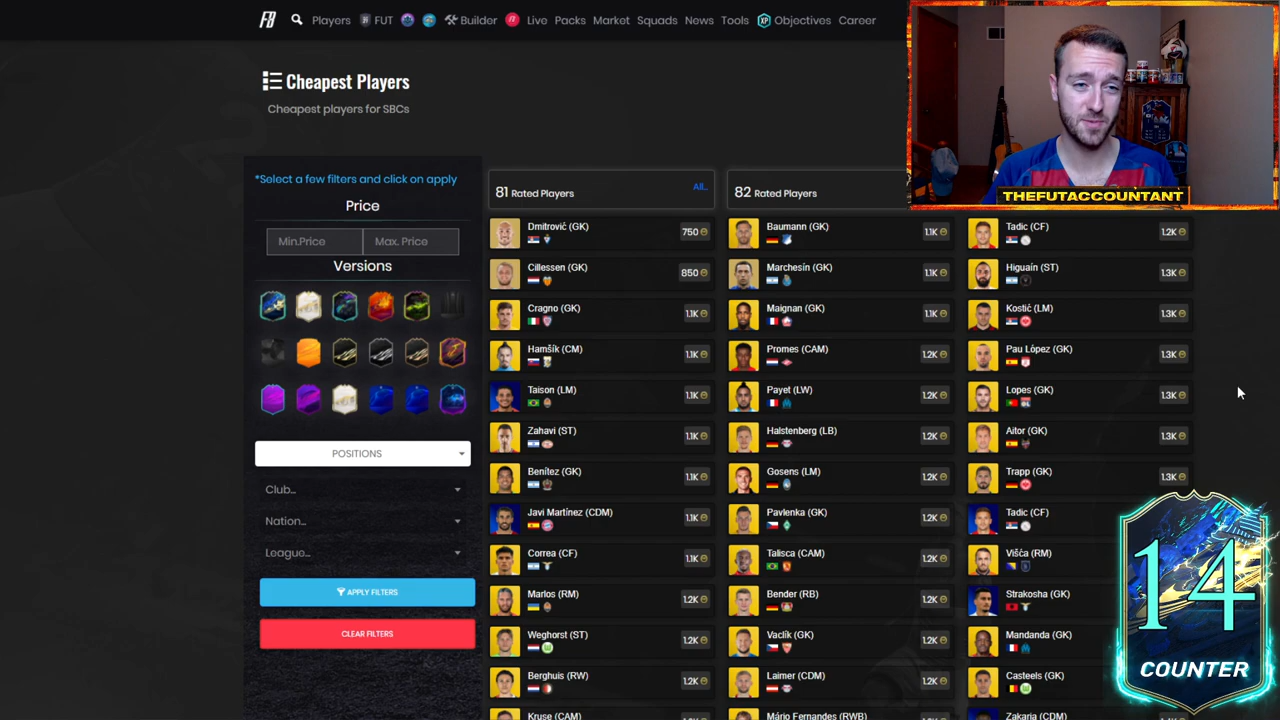 FB Players FUT Builder Live Packs Market Squads News Tools XP Objectives Career
Cheapest Players
Cheapest players for SBCs
*Select a few filters and click on apply
Price
Min.Price Max. Price
Versions
POSITIONS
Club...
Nation...
League...
APPLY FILTERS
CLEAR FILTERS
81 Rated Players All..
Dmitrovič (GK) 750
Cillessen (GK) 850
Cragno (GK) 1.1K
Hamšík (CM) 1.1K
Taison (LM) 1.1K
Zahavi (ST) 1.1K
Benítez (GK) 1.1K
Javi Martínez (CDM) 1.1K
Correa (CF) 1.1K
Marlos (RM) 1.2K
Weghorst (ST) 1.2K
Berghuis (RW) 1.2K
Kruse (CAM)
82 Rated Players
Baumann (GK) 1.1K
Marchesín (GK) 1.1K
Maignan (GK) 1.1K
Promes (CAM) 1.2K
Payet (LW) 1.2K
Halstenberg (LB) 1.2K
Gosens (LM) 1.2K
Pavlenka (GK) 1.2K
Talisca (CAM) 1.2K
Bender (RB) 1.2K
Vaclík (GK) 1.2K
Laimer (CDM) 1.2K
Mário Fernandes (RWB)
Tadic (CF) 1.2K
Higuaín (ST) 1.3K
Kostić (LM) 1.3K
Pau López (GK) 1.3K
Lopes (GK) 1.3K
Aitor (GK) 1.3K
Trapp (GK) 1.3K
Tadic (CF)
Višća (RM)
Strakosha (GK)
Mandanda (GK)
Casteels (GK)
Zakaria (CDM)
THEFUTACCOUNTANT
14
COUNTER